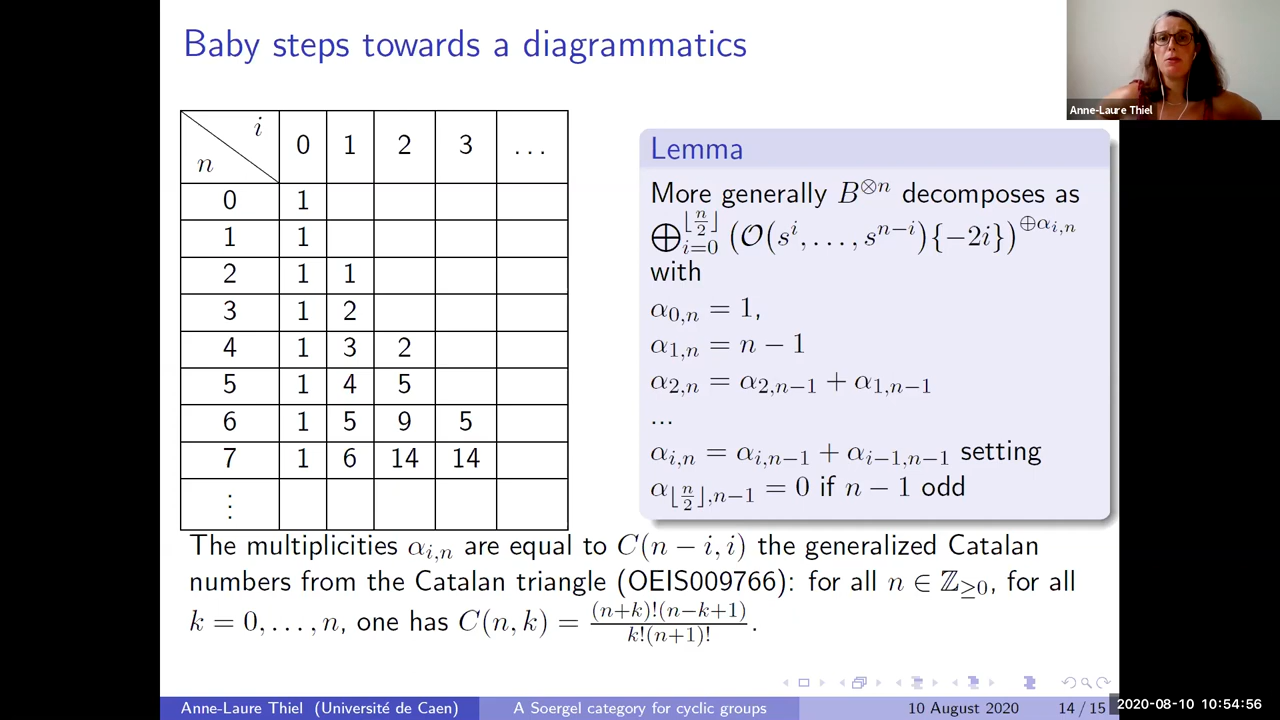 Baby steps towards a diagrammatics
i
n
0 1 2 3 ...
0 1
1 1
2 1 1
3 1 2
4 1 3 2
5 1 4 5
6 1 5 9 5
7 1 6 14 14
⋮
Lemma
More generally B^{⊗n} decomposes as
⊕_{i=0}^{⌊n/2⌋} (𝒪(s^i, …, s^{n−i}){−2i})^{⊕α_{i,n}}
with
α_{0,n} = 1,
α_{1,n} = n − 1
α_{2,n} = α_{2,n−1} + α_{1,n−1}
...
α_{i,n} = α_{i,n−1} + α_{i−1,n−1} setting
α_{⌊n/2⌋,n−1} = 0 if n − 1 odd
The multiplicities α_{i,n} are equal to C(n − i, i) the generalized Catalan
numbers from the Catalan triangle (OEIS009766): for all n ∈ ℤ_{≥0}, for all
k = 0, …, n, one has C(n, k) = (n+k)!(n−k+1) / k!(n+1)! .
Anne-Laure Thiel
Anne-Laure Thiel (Université de Caen) A Soergel category for cyclic groups 10 August 2020 14 / 15
2020-08-10 10:54:56